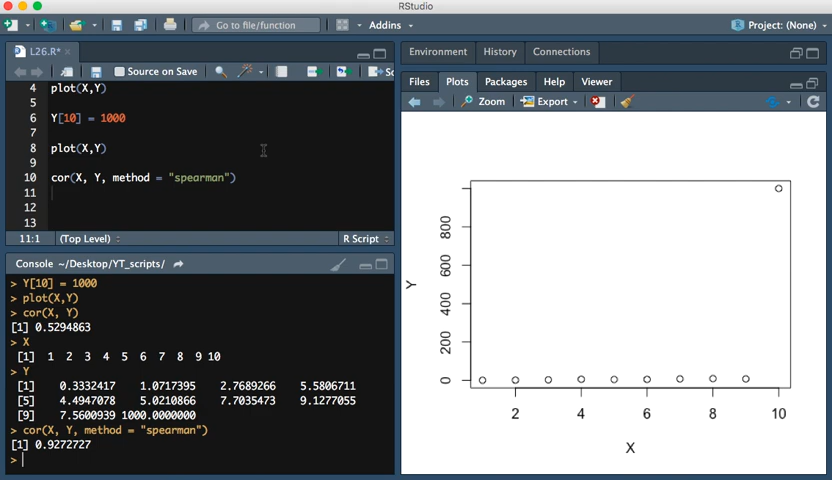 RStudio
Go to file/function
Addins
Project: (None)
L26.R*
Source on Save
4 plot(X,Y)
5
6 Y[10] = 1000
7
8 plot(X,Y)
9
10 cor(X, Y, method = "spearman")
11
12
13
11:1 (Top Level) R Script
Console ~/Desktop/YT_scripts/
> Y[10] = 1000
> plot(X,Y)
> cor(X, Y)
[1] 0.5294863
> X
[1] 1 2 3 4 5 6 7 8 9 10
> Y
[1] 0.3332417 1.0717395 2.7689266 5.5806711
[5] 4.4947078 5.0210866 7.7035473 9.1277055
[9] 7.5600939 1000.0000000
> cor(X, Y, method = "spearman")
[1] 0.9272727
>
Environment History Connections
Files Plots Packages Help Viewer
Zoom Export
800
600
400
200
0
Y
2 4 6 8 10
X